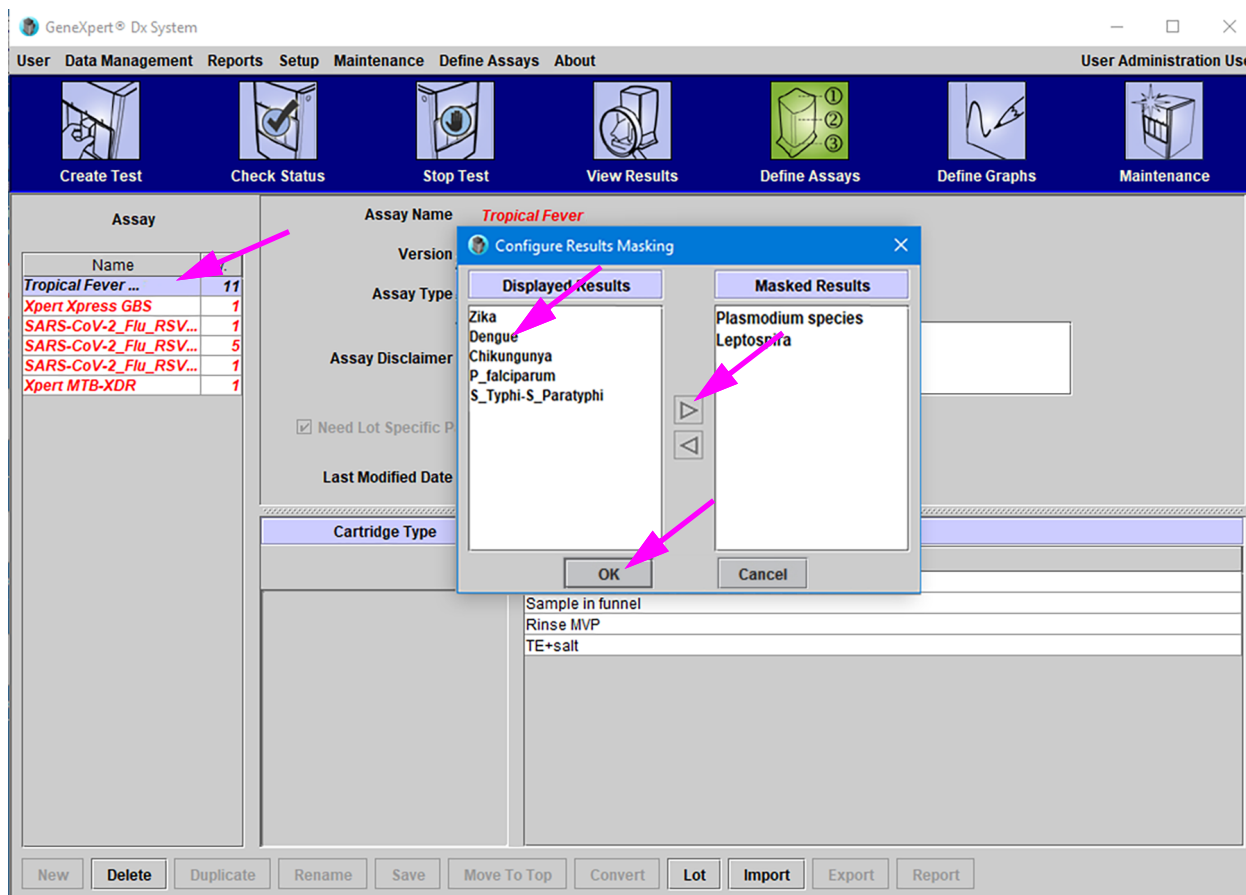 GeneXpert® Dx System
User Data Management Reports Setup Maintenance Define Assays About User Administration Use
Create Test Check Status Stop Test View Results Define Assays Define Graphs Maintenance
Assay
Name
Tropical Fever ... 11
Xpert Xpress GBS 1
SARS-CoV-2_Flu_RSV... 1
SARS-CoV-2_Flu_RSV... 5
SARS-CoV-2_Flu_RSV... 1
Xpert MTB-XDR 1
Assay Name Tropical Fever
Version
Assay Type
Assay Disclaimer
Need Lot Specific P
Last Modified Date
Cartridge Type
Configure Results Masking
Displayed Results
Zika
Dengue
Chikungunya
P_falciparum
S_Typhi-S_Paratyphi
Masked Results
Plasmodium species
Leptospira
OK Cancel
Sample in funnel
Rinse MVP
TE+salt
New Delete Duplicate Rename Save Move To Top Convert Lot Import Export Report